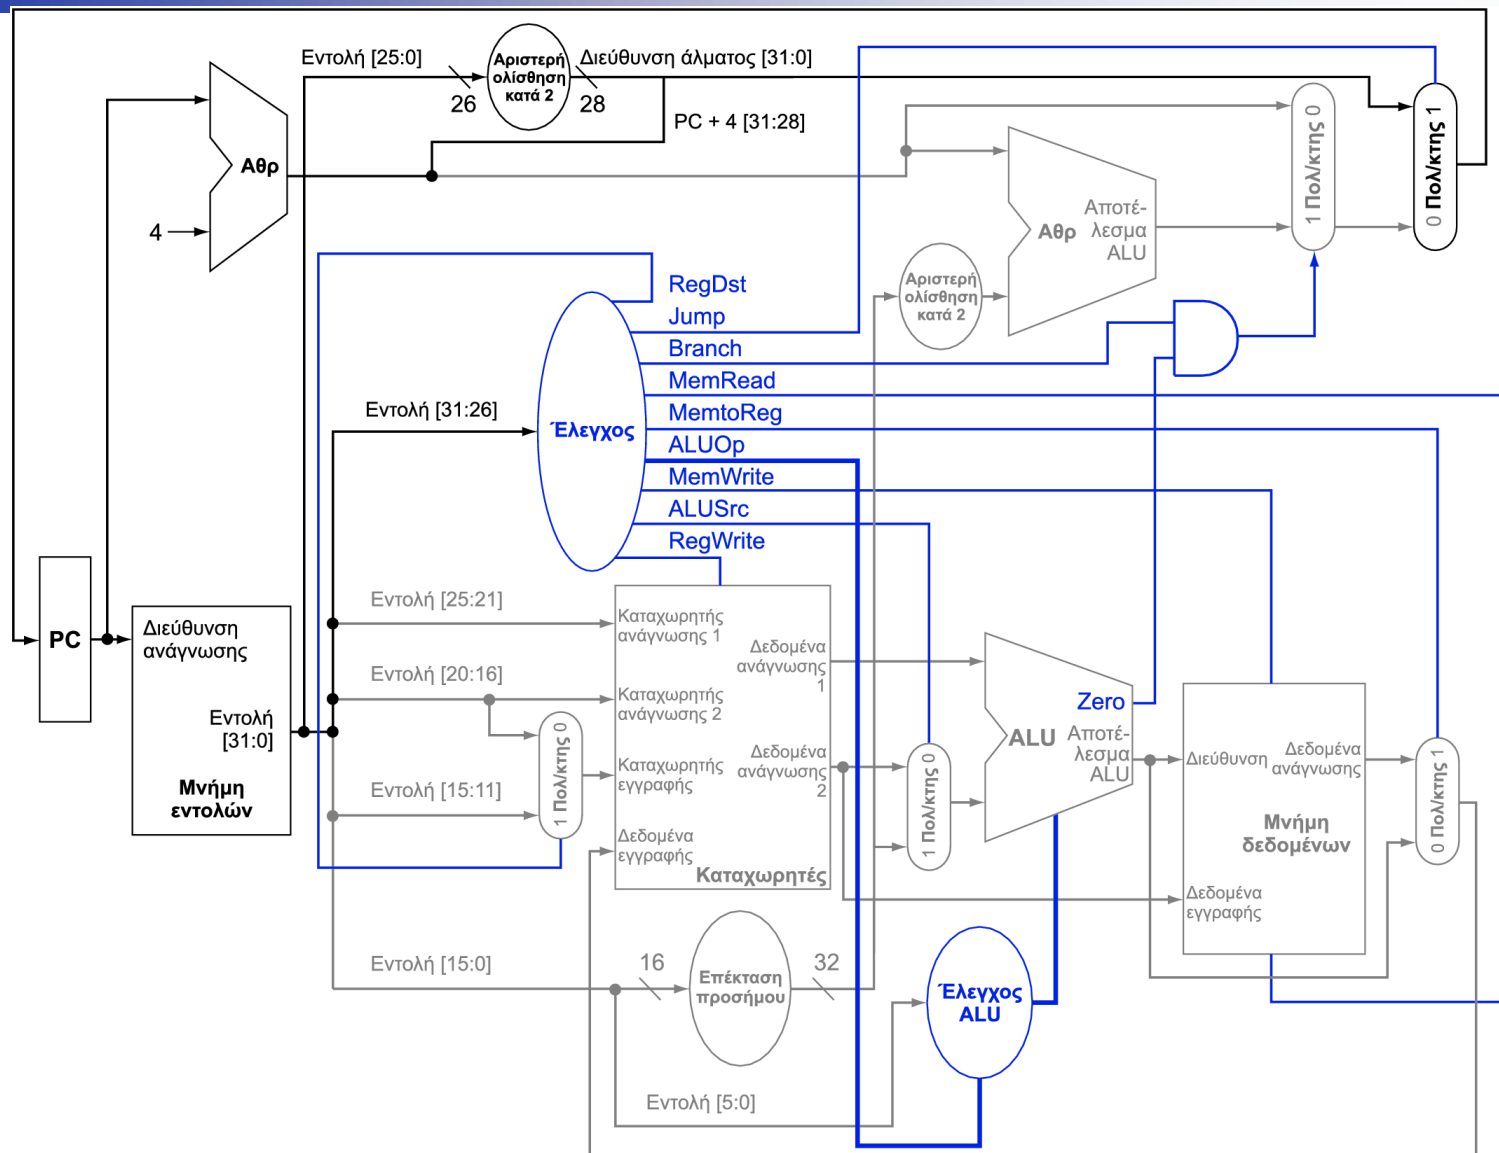 Εντολή [25:0]
26
Αριστερή
ολίσθηση
κατά 2
28
Διεύθυνση άλματος [31:0]
PC + 4 [31:28]
Αθρ
4
Αθρ
Αποτέ-
λεσμα
ALU
1 Πολ/κτης 0
0 Πολ/κτης 1
Αριστερή
ολίσθηση
κατά 2
RegDst
Jump
Branch
MemRead
MemtoReg
ALUOp
MemWrite
ALUSrc
RegWrite
Εντολή [31:26]
Έλεγχος
PC
Διεύθυνση
ανάγνωσης
Εντολή
[31:0]
Μνήμη
εντολών
Εντολή [25:21]
Εντολή [20:16]
Εντολή [15:11]
1 Πολ/κτης 0
Καταχωρητής
ανάγνωσης 1
Καταχωρητής
ανάγνωσης 2
Καταχωρητής
εγγραφής
Δεδομένα
εγγραφής
Δεδομένα
ανάγνωσης
1
Δεδομένα
ανάγνωσης
2
Καταχωρητές
1 Πολ/κτης 0
Zero
ALU
Αποτέ-
λεσμα
ALU
Διεύθυνση
Δεδομένα
ανάγνωσης
Μνήμη
δεδομένων
Δεδομένα
εγγραφής
0 Πολ/κτης 1
Εντολή [15:0]
16
Επέκταση
προσήμου
32
Έλεγχος
ALU
Εντολή [5:0]